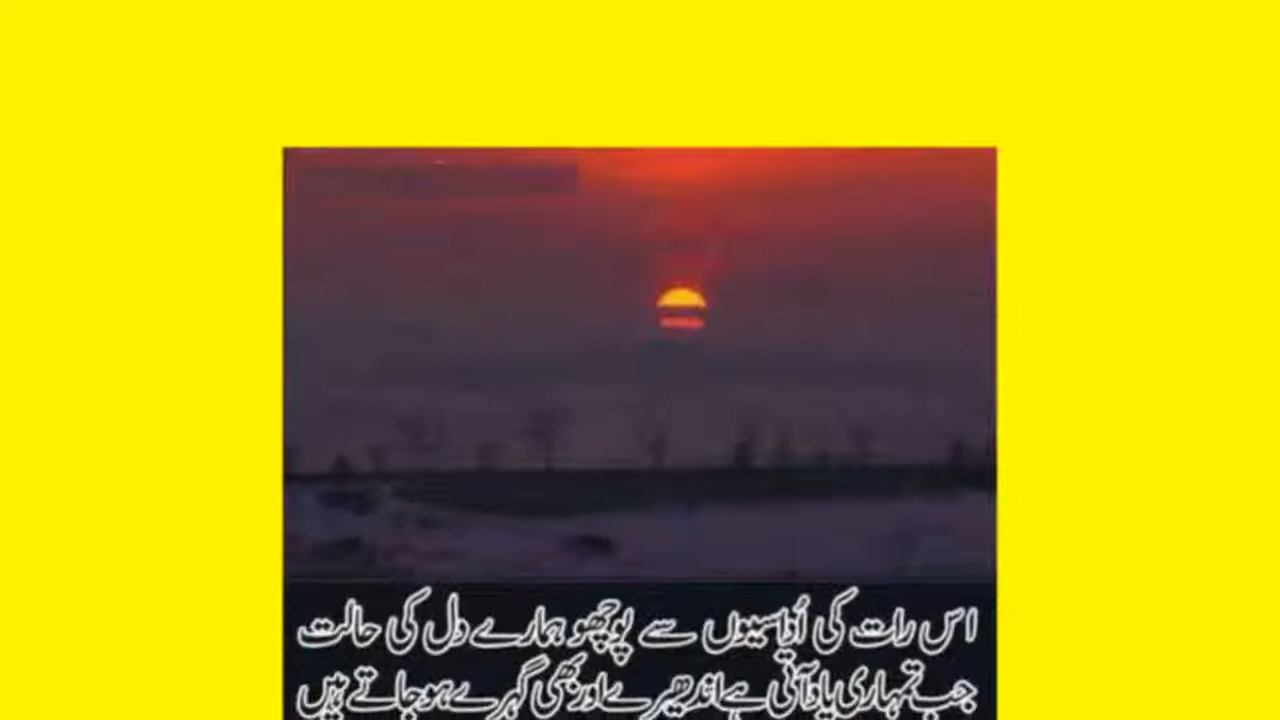 اس رات کی اُداسیوں سے پوچھو ہمارے دل کی حالت
جب تمہاری یاد آتی ہے اندھیرے اور بھی گہرے ہو جاتے ہیں